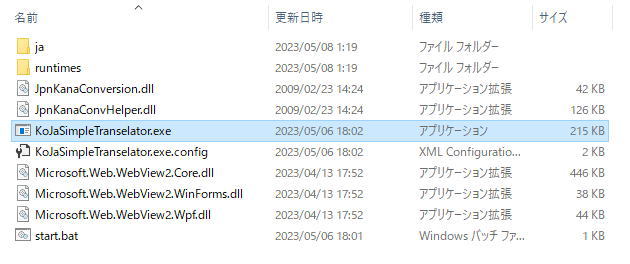 名前 更新日時 種類 サイズ
ja 2023/05/08 1:19 ファイル フォルダー
runtimes 2023/05/08 1:19 ファイル フォルダー
JpnKanaConversion.dll 2009/02/23 14:24 アプリケーション拡張 42 KB
JpnKanaConvHelper.dll 2009/02/23 14:24 アプリケーション拡張 126 KB
KoJaSimpleTranselator.exe 2023/05/06 18:02 アプリケーション 215 KB
KoJaSimpleTranselator.exe.config 2023/05/06 18:02 XML Configuratio... 2 KB
Microsoft.Web.WebView2.Core.dll 2023/04/13 17:52 アプリケーション拡張 446 KB
Microsoft.Web.WebView2.WinForms.dll 2023/04/13 17:52 アプリケーション拡張 38 KB
Microsoft.Web.WebView2.Wpf.dll 2023/04/13 17:52 アプリケーション拡張 44 KB
start.bat 2023/05/06 18:01 Windows バッチ ファ... 1 KB